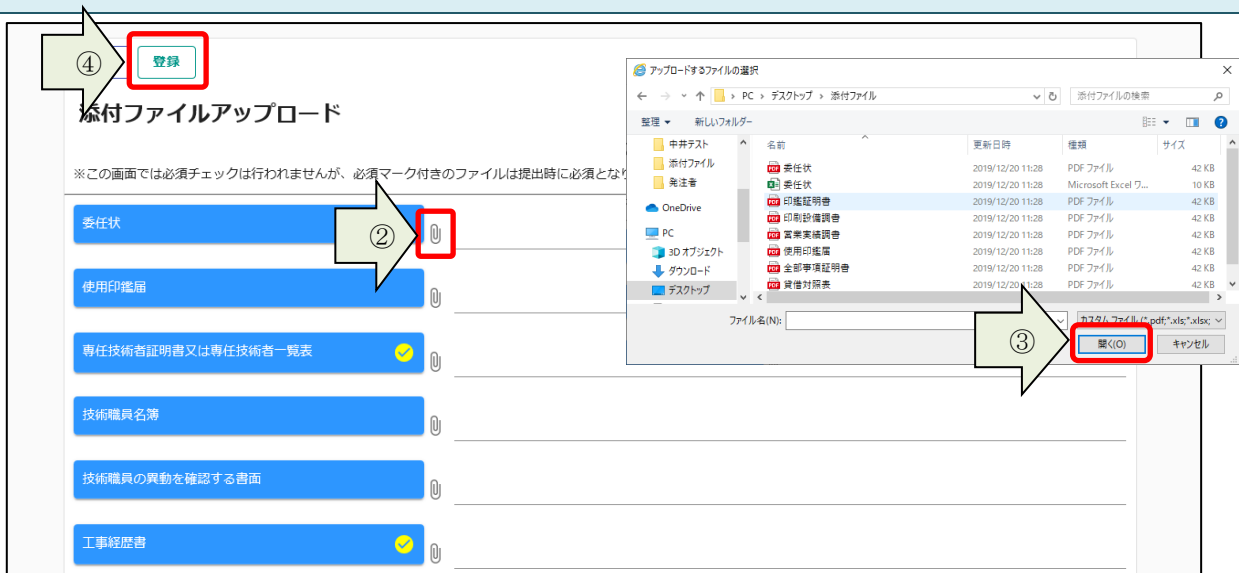 ④
登録
添付ファイルアップロード
※この画面では必須チェックは行われませんが、必須マーク付きのファイルは提出時に必須とな
委任状
②
使用印鑑届
専任技術者証明書又は専任技術者一覧表
技術職員名簿
技術職員の異動を確認する書面
工事経歴書
アップロードするファイルの選択
PC › デスクトップ › 添付ファイル
添付ファイルの検索
整理 新しいフォルダー
中井テスト
添付ファイル
発注者
OneDrive
PC
3D オブジェクト
ダウンロード
デスクトップ
名前 更新日時 種類 サイズ
委任状 2019/12/20 11:28 PDF ファイル 42 KB
委任状 2019/12/20 11:28 Microsoft Excel ワ... 10 KB
印鑑証明書 2019/12/20 11:28 PDF ファイル 42 KB
印刷設備調書 2019/12/20 11:28 PDF ファイル 42 KB
営業実績調書 2019/12/20 11:28 PDF ファイル 42 KB
使用印鑑届 2019/12/20 11:28 PDF ファイル 42 KB
全部事項証明書 2019/12/20 11:28 PDF ファイル 42 KB
貸借対照表 2019/12/20 11:28 PDF ファイル 42 KB
ファイル名(N):
カスタム ファイル (*.pdf;*.xls;*.xlsx;
③
開く(O) キャンセル